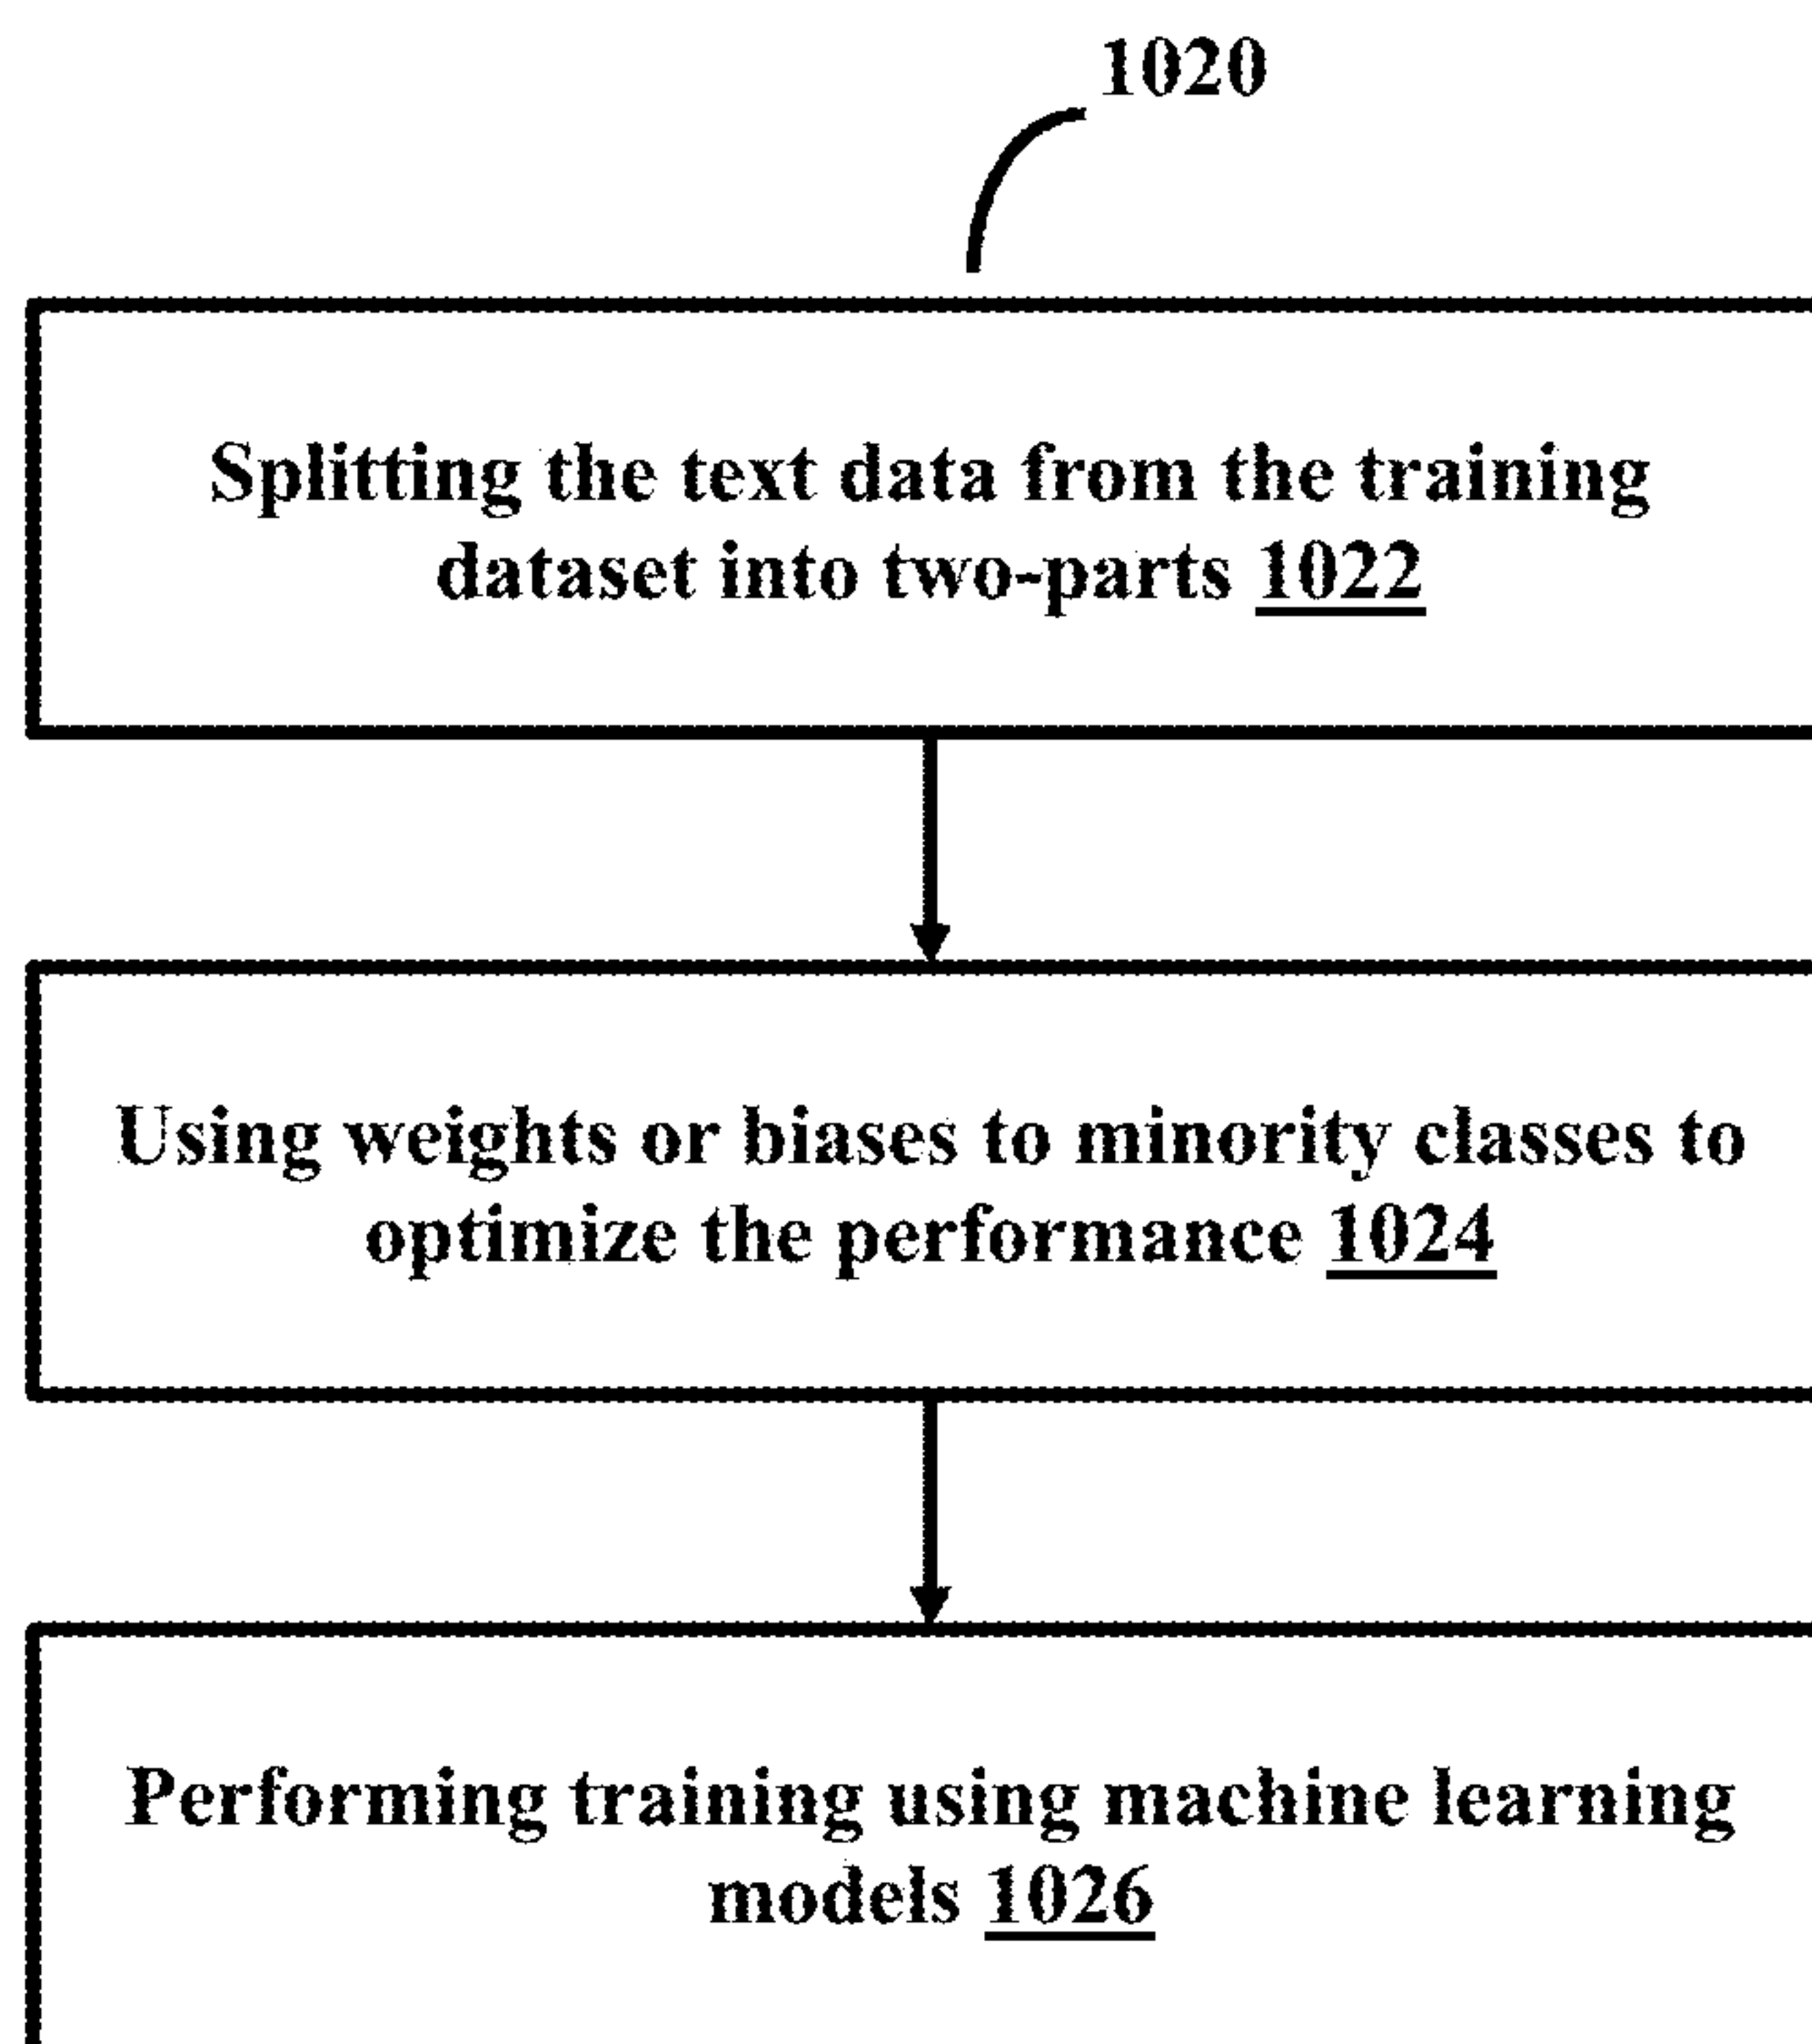 1020
Splitting the text data from the training
dataset into two-parts 1022
Using weights or biases to minority classes to
optimize the performance 1024
Performing training using machine learning
models 1026